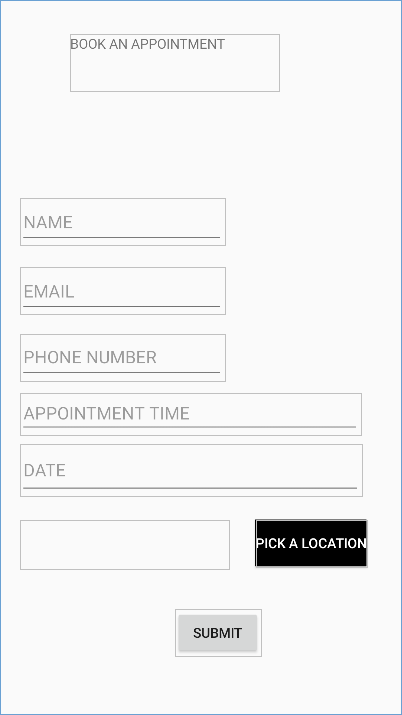 BOOK AN APPOINTMENT
NAME
EMAIL
PHONE NUMBER
APPOINTMENT TIME
DATE
PICK A LOCATION
SUBMIT